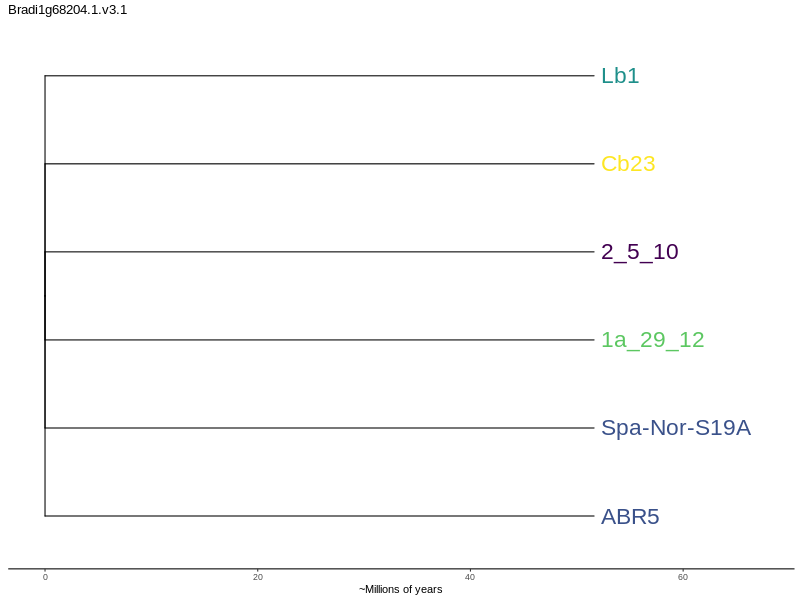 Bradi1g68204.1.v3.1
Lb1
Cb23
2_5_10
1a_29_12
Spa-Nor-S19A
ABR5
0 20 40 60
~Millions of years